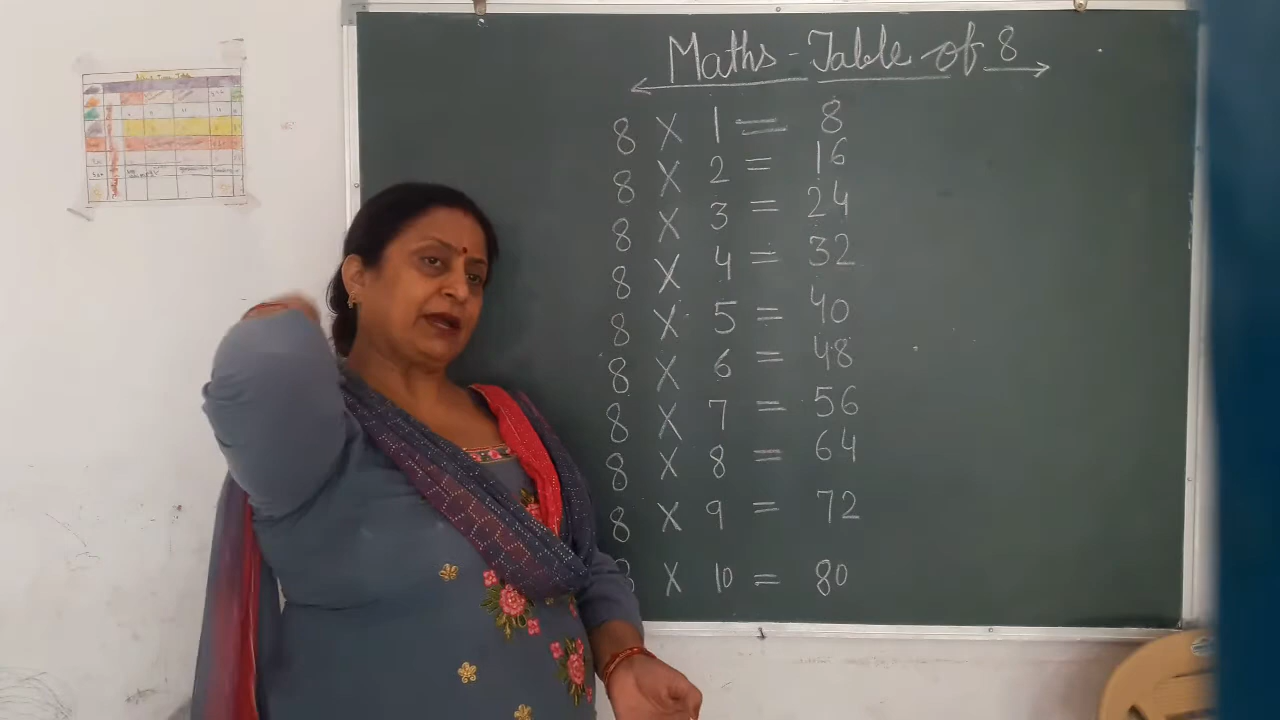 Maths - Table of 8
8 X 1 = 8
8 X 2 = 16
8 X 3 = 24
8 X 4 = 32
8 X 5 = 40
8 X 6 = 48
8 X 7 = 56
8 X 8 = 64
8 X 9 = 72
8 X 10 = 80